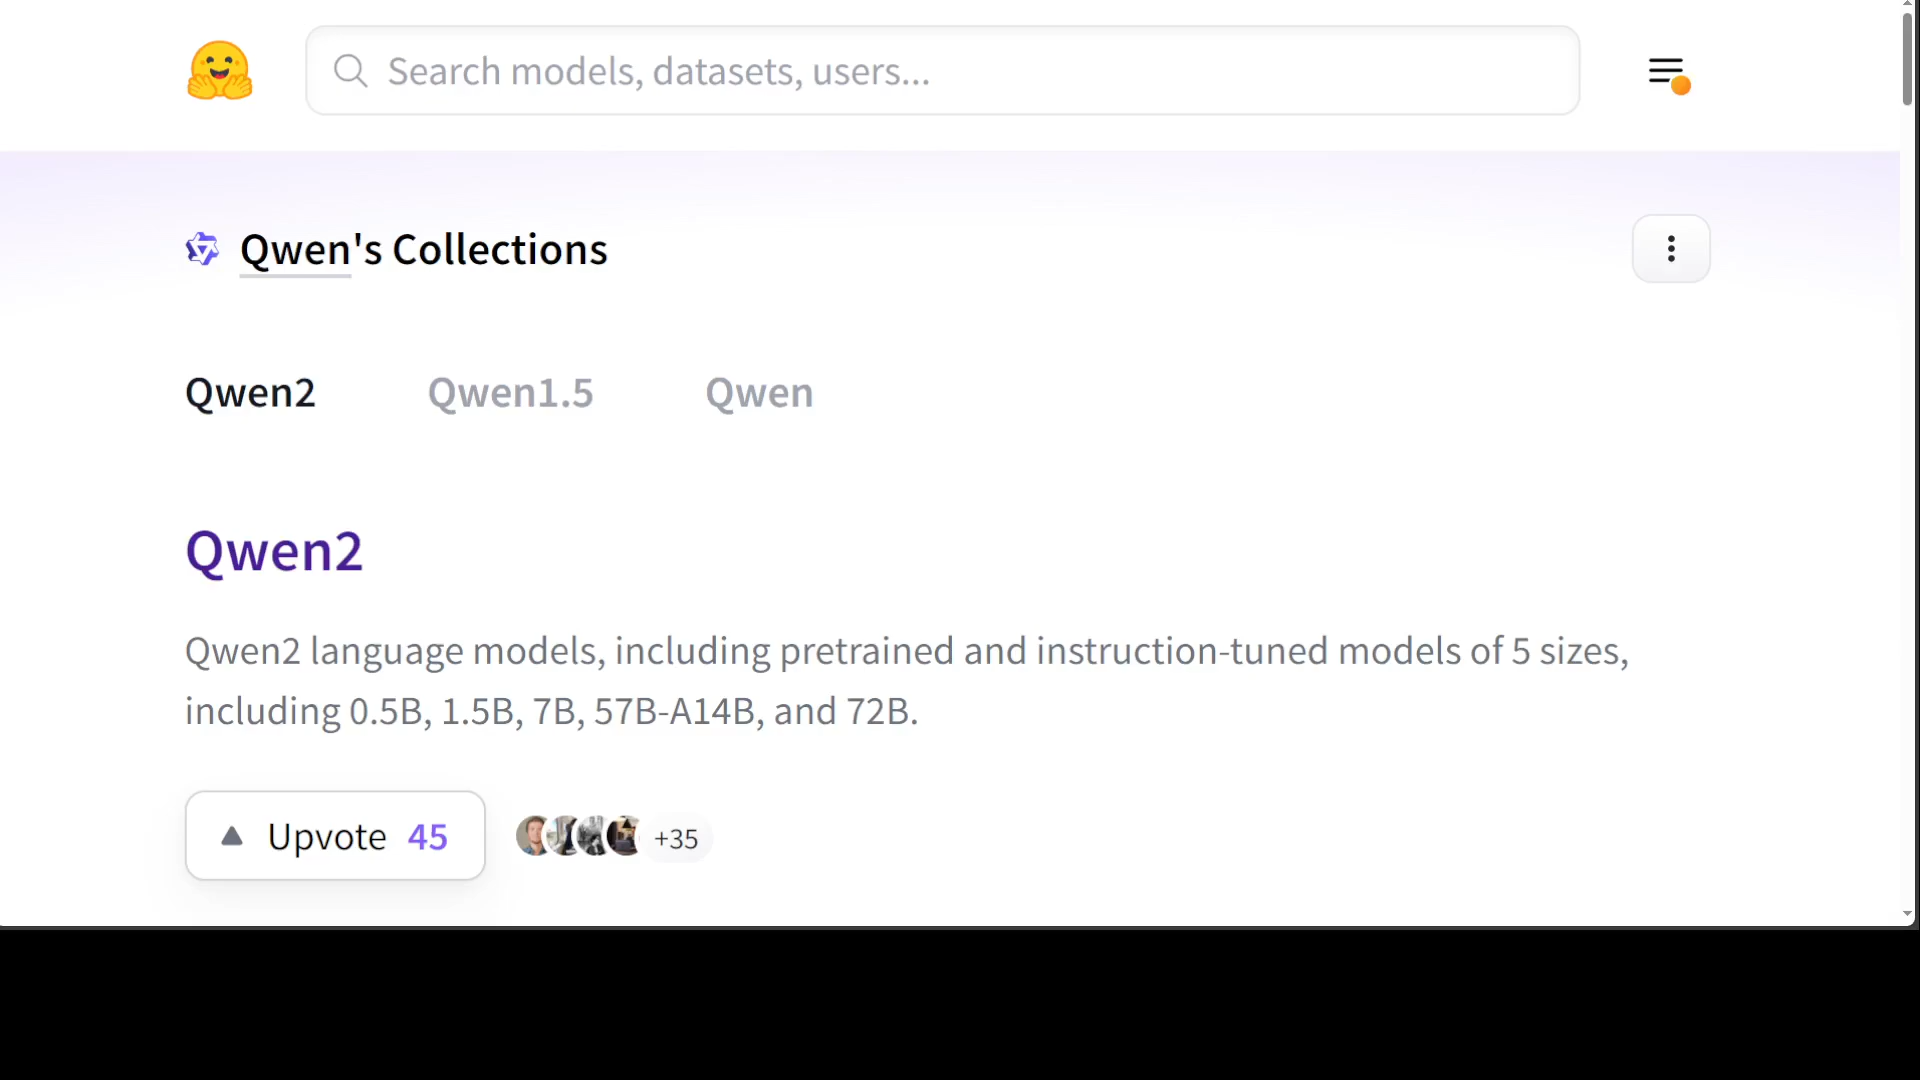 Search models, datasets, users...
Qwen's Collections
Qwen2 Qwen1.5 Qwen
Qwen2
Qwen2 language models, including pretrained and instruction-tuned models of 5 sizes,
including 0.5B, 1.5B, 7B, 57B-A14B, and 72B.
Upvote 45 +35